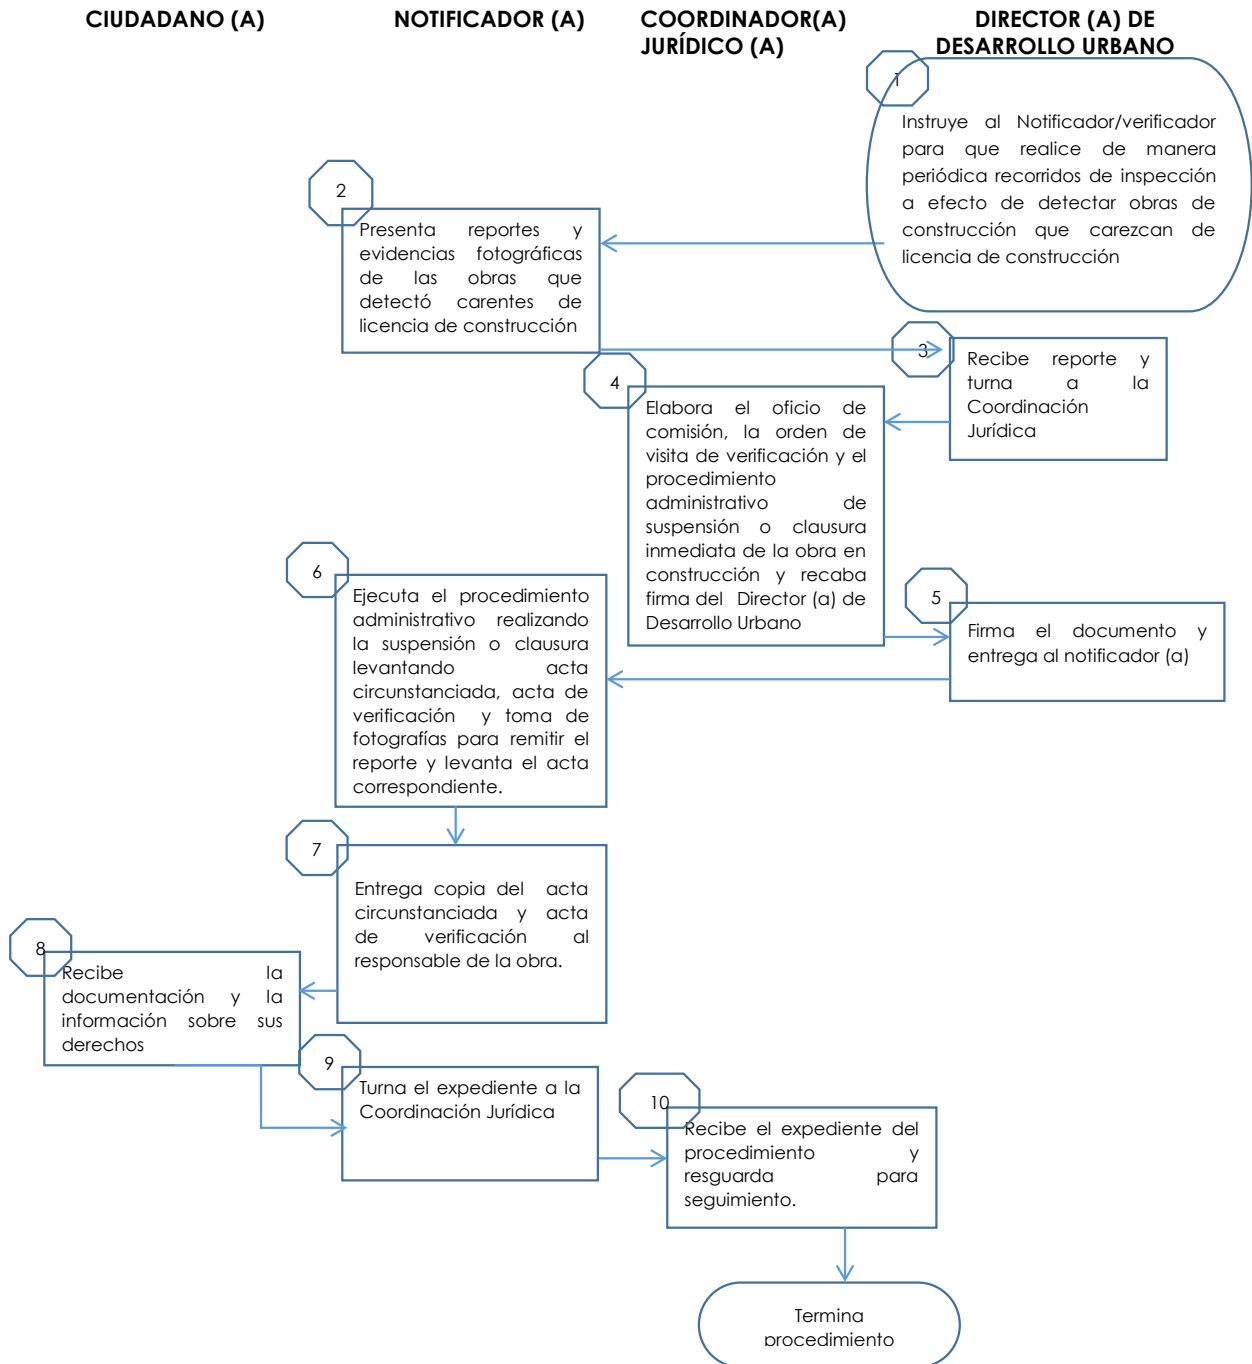 CIUDADANO (A)
NOTIFICADOR (A)
COORDINADOR(A)
JURÍDICO (A)
DIRECTOR (A) DE
DESARROLLO URBANO
1
Instruye al Notificador/verificador
para que realice de manera
periódica recorridos de inspección
a efecto de detectar obras de
construcción que carezcan de
licencia de construcción
2
Presenta reportes y
evidencias fotográficas
de las obras que
detectó carentes de
licencia de construcción
3
Recibe reporte y
turna a la
Coordinación
Jurídica
4
Elabora el oficio de
comisión, la orden de
visita de verificación y el
procedimiento
administrativo de
suspensión o clausura
inmediata de la obra en
construcción y recaba
firma del Director (a) de
Desarrollo Urbano
5
Firma el documento y
entrega al notificador (a)
6
Ejecuta el procedimiento
administrativo realizando
la suspensión o clausura
levantando acta
circunstanciada, acta de
verificación y toma de
fotografías para remitir el
reporte y levanta el acta
correspondiente.
7
Entrega copia del acta
circunstanciada y acta
de verificación al
responsable de la obra.
8
Recibe la
documentación y la
información sobre sus
derechos
9
Turna el expediente a la
Coordinación Jurídica
10
Recibe el expediente del
procedimiento y
resguarda para
seguimiento.
Termina
procedimiento